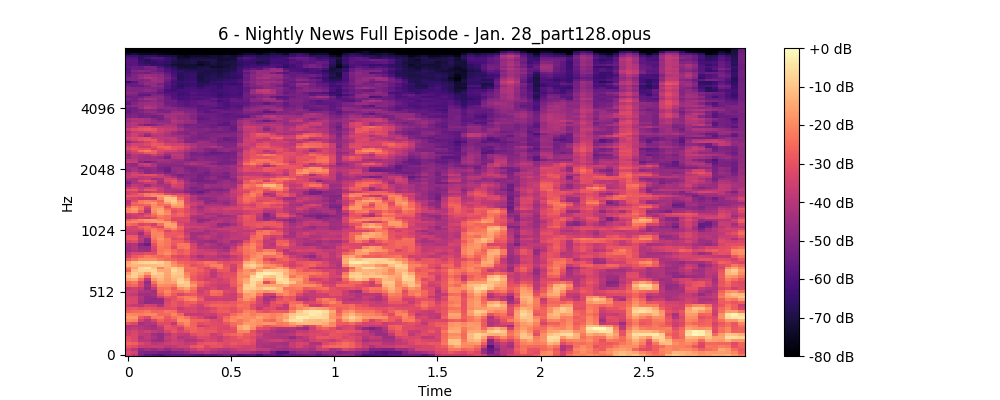 6 - Nightly News Full Episode - Jan. 28_part128.opus
+0 dB
-10 dB
-20 dB
-30 dB
-40 dB
-50 dB
-60 dB
-70 dB
-80 dB
4096
2048
1024
512
0
Hz
0
0.5
1
1.5
2
2.5
Time